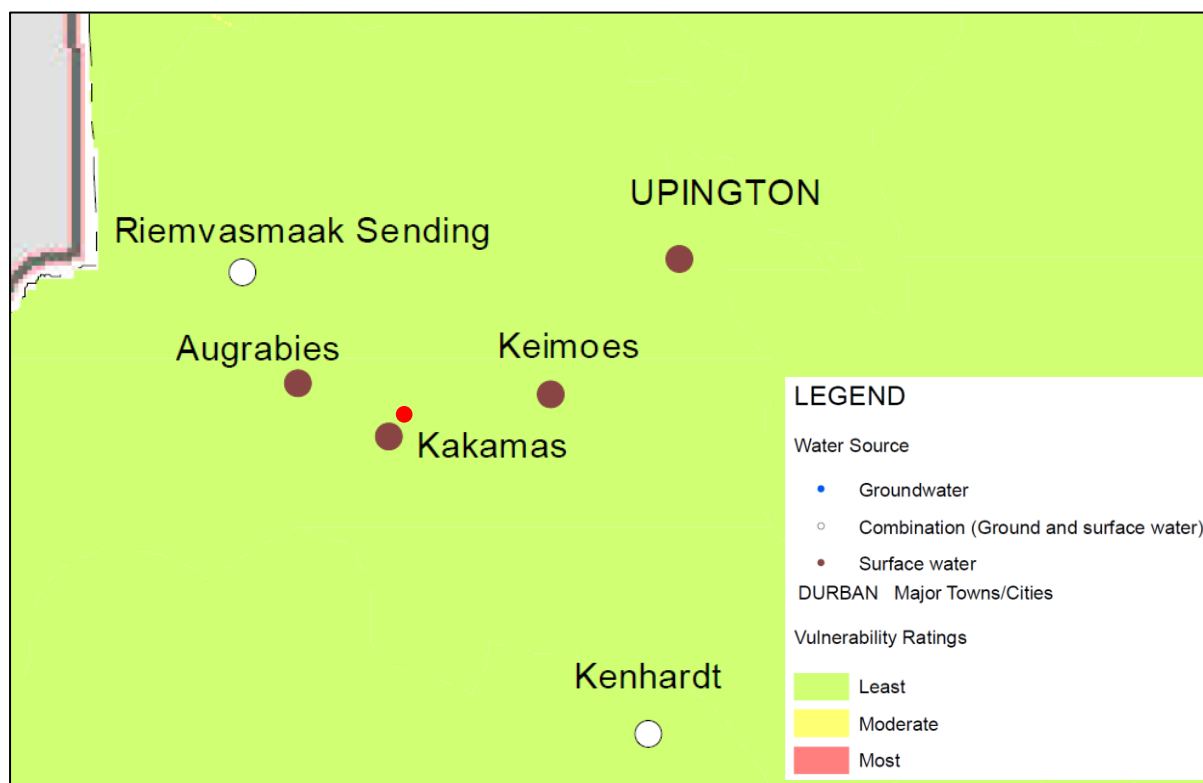 UPINGTON
Riemvasmaak Sending
Augrabies
Keimoes
Kakamas
Kenhardt
LEGEND
Water Source
Groundwater
Combination (Ground and surface water)
Surface water
DURBAN Major Towns/Cities
Vulnerability Ratings
Least
Moderate
Most